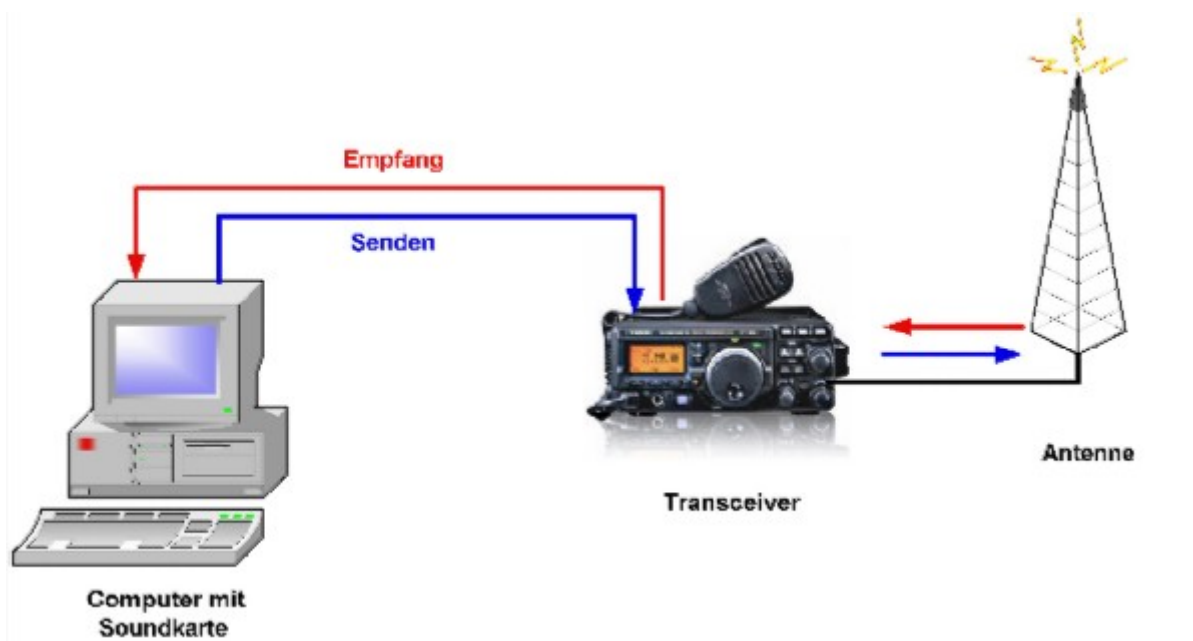 Empfang
Senden
Antenne
Transceiver
Computer mit
Soundkarte